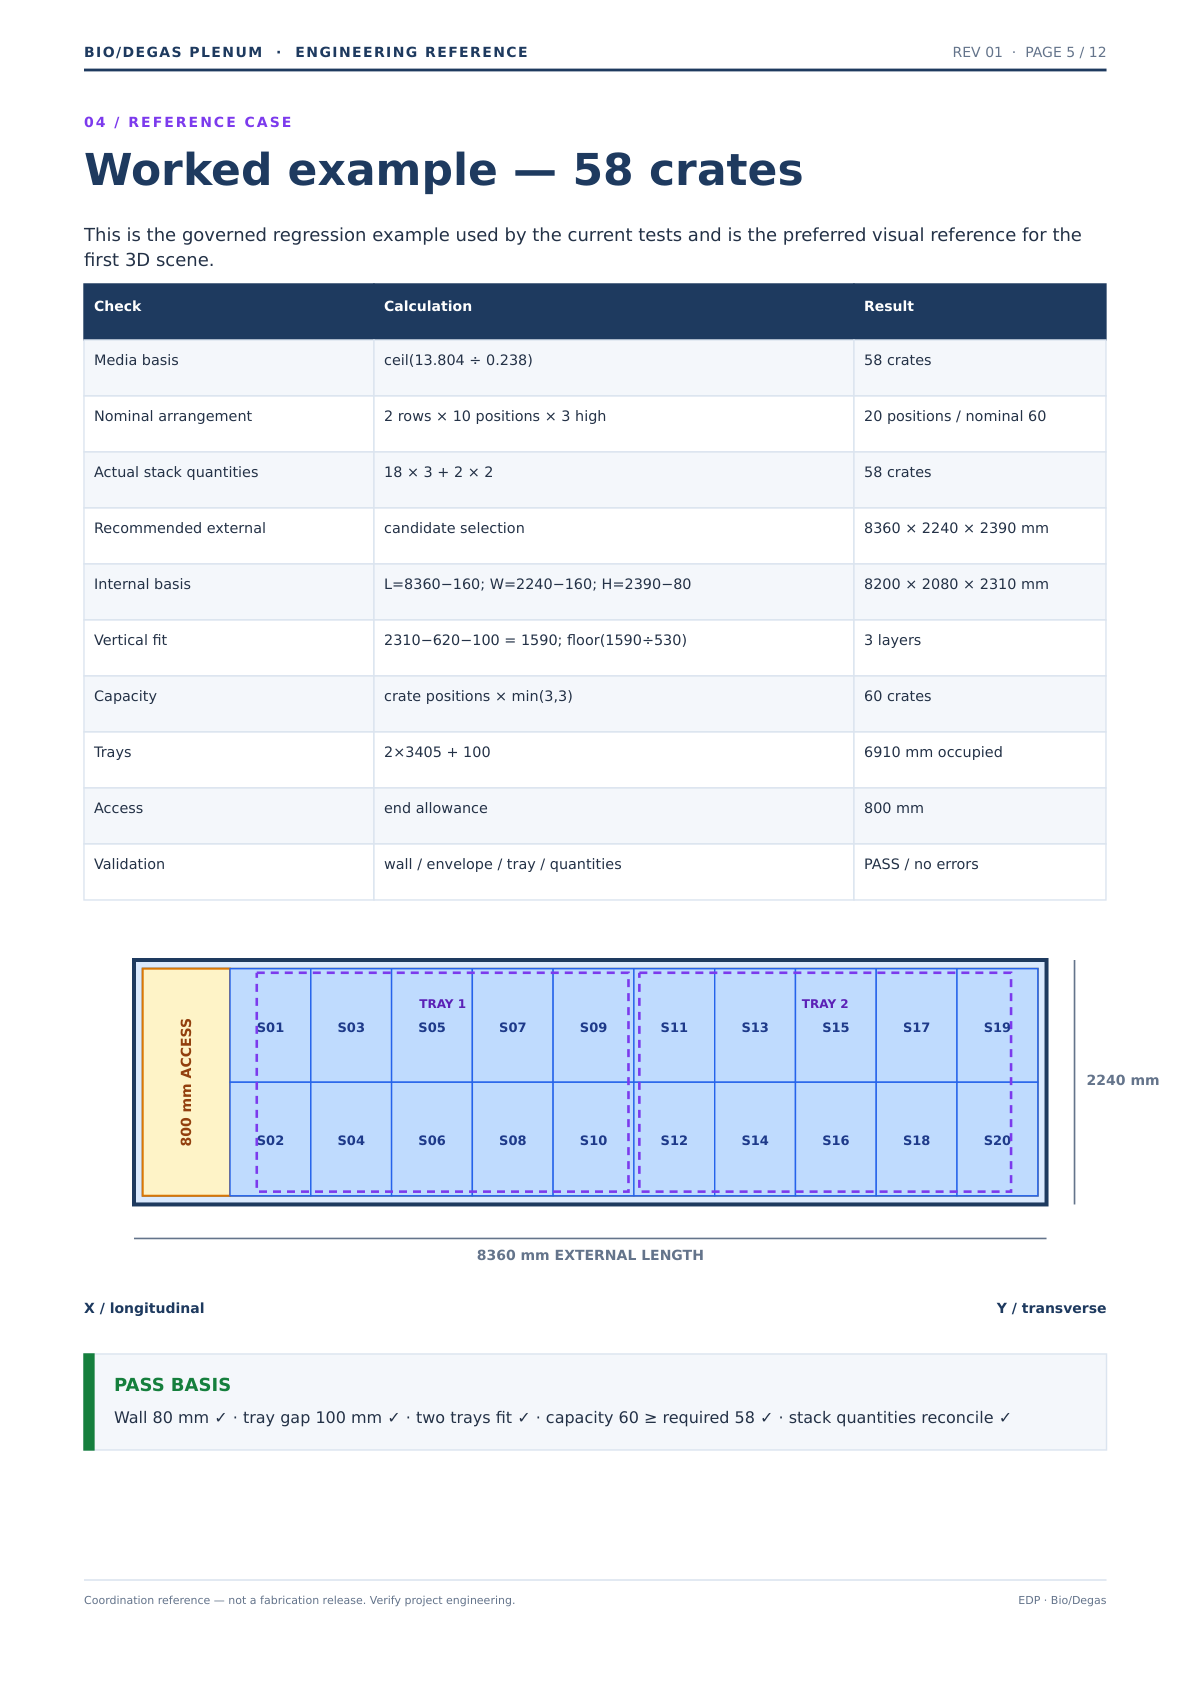 BIO/DEGAS PLENUM · ENGINEERING REFERENCE
REV 01 · PAGE 5 / 12
04 / REFERENCE CASE
Worked example — 58 crates
This is the governed regression example used by the current tests and is the preferred visual reference for the
first 3D scene.
Check Calculation Result
Media basis ceil(13.804 ÷ 0.238) 58 crates
Nominal arrangement 2 rows × 10 positions × 3 high 20 positions / nominal 60
Actual stack quantities 18 × 3 + 2 × 2 58 crates
Recommended external candidate selection 8360 × 2240 × 2390 mm
Internal basis L=8360−160; W=2240−160; H=2390−80 8200 × 2080 × 2310 mm
Vertical fit 2310−620−100 = 1590; floor(1590÷530) 3 layers
Capacity crate positions × min(3,3) 60 crates
Trays 2×3405 + 100 6910 mm occupied
Access end allowance 800 mm
Validation wall / envelope / tray / quantities PASS / no errors
800 mm ACCESS
TRAY 1 TRAY 2
S01 S03 S05 S07 S09 S11 S13 S15 S17 S19
2240 mm
S02 S04 S06 S08 S10 S12 S14 S16 S18 S20
8360 mm EXTERNAL LENGTH
X / longitudinal Y / transverse
PASS BASIS
Wall 80 mm ✓ · tray gap 100 mm ✓ · two trays fit ✓ · capacity 60 ≥ required 58 ✓ · stack quantities reconcile ✓
Coordination reference — not a fabrication release. Verify project engineering.
EDP · Bio/Degas